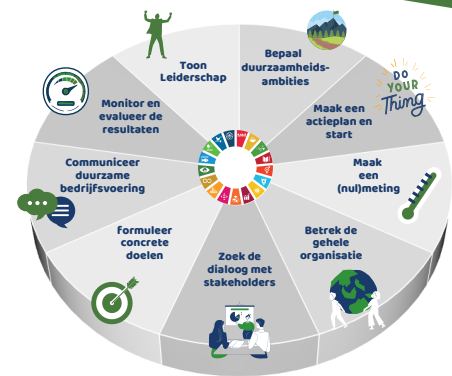 Toon
Leiderschap
Bepaal
duurzaamheids-
ambities
DO
YOUR
Thing
Maak een
actieplan en
start
Maak
een
(nul)meting
Betrek de
gehele
organisatie
Zoek de
dialoog met
stakeholders
formuleer
concrete
doelen
Communiceer
duurzame
bedrijfsvoering
Monitor en
evalueer de
resultaten